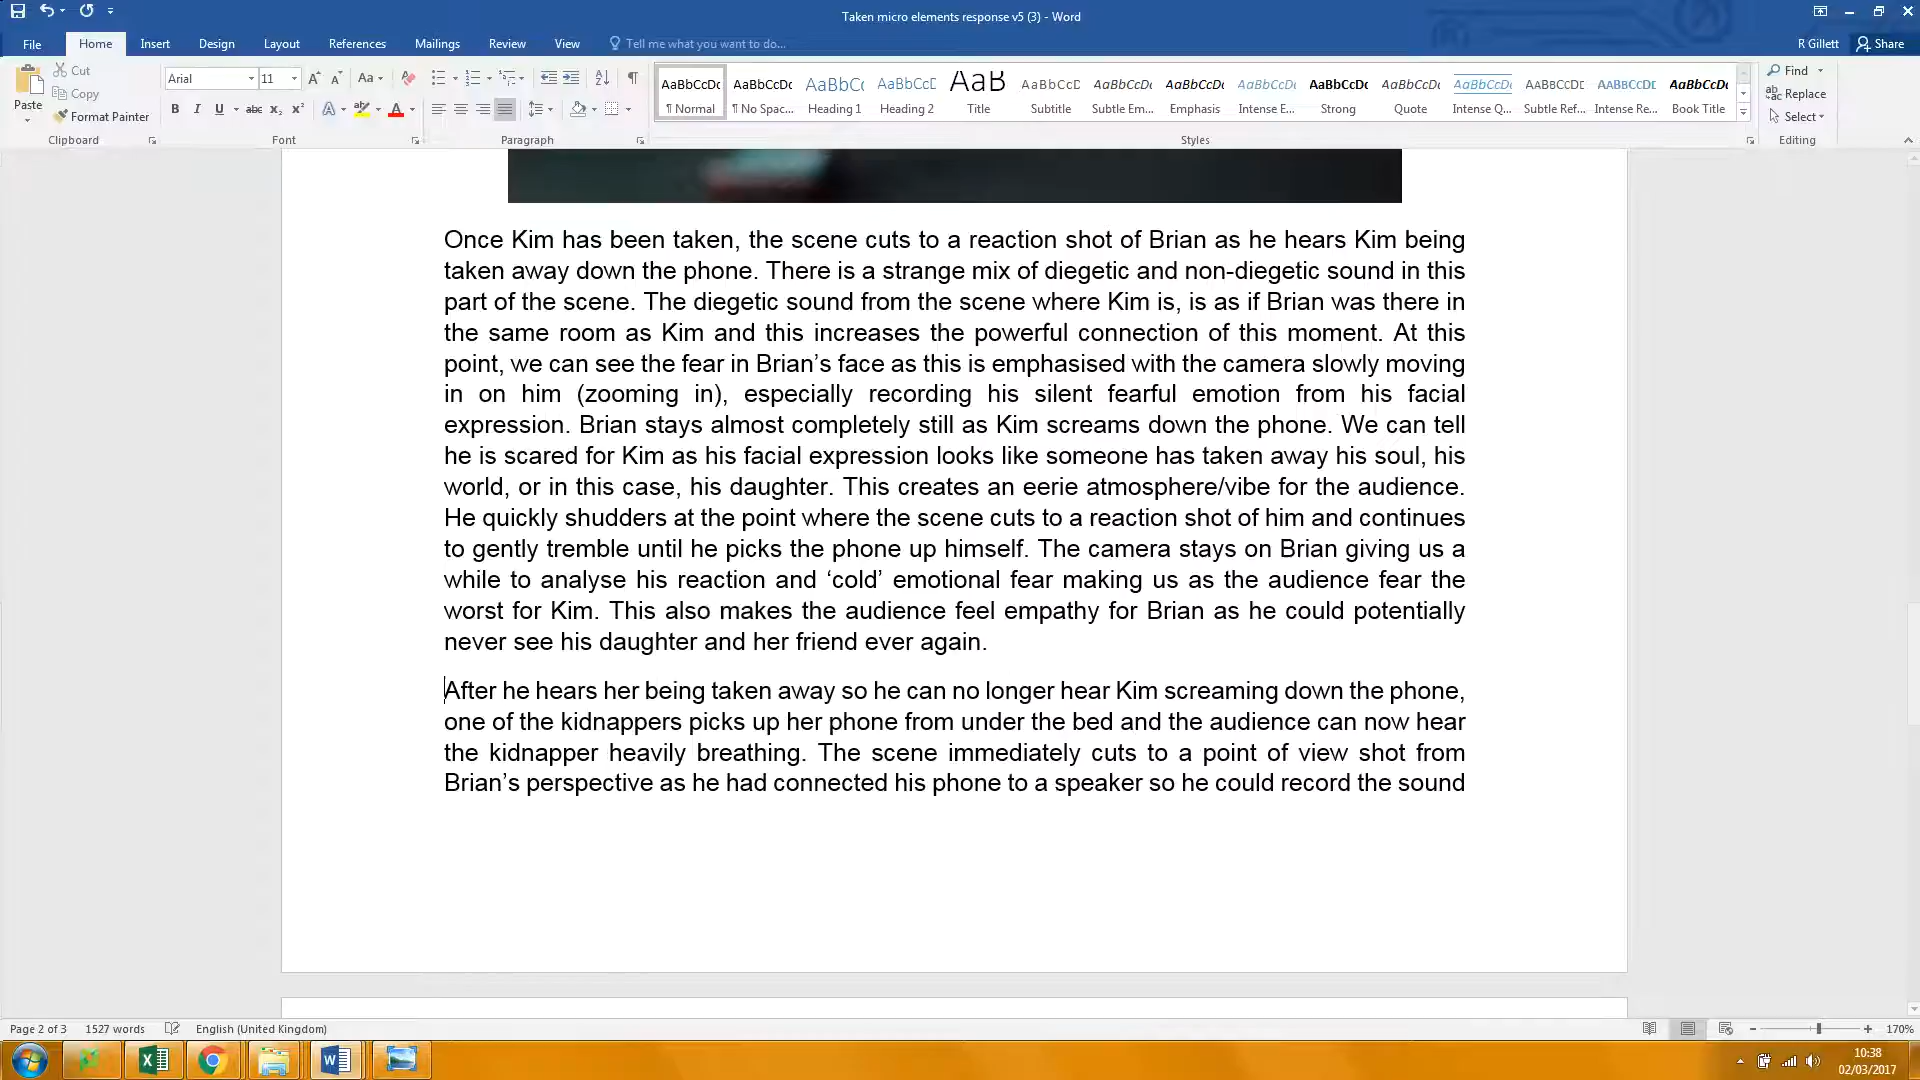 Taken micro elements response v5 (3) - Word
File Home Insert Design Layout References Mailings Review View Tell me what you want to do... R Gillett Share
Paste Cut Copy Format Painter Clipboard
Arial 11 Font
Paragraph
AaBbCcDc AaBbCcDc AaBbCc AaBbCcE AaB AaBbCcD AaBbCcDc AaBbCcDc AaBbCcDc AaBbCcDc AaBbCcDc AaBbCcDc AABBCCDE AABBCCDE AaBbCcDc
¶ Normal ¶ No Spac... Heading 1 Heading 2 Title Subtitle Subtle Em... Emphasis Intense E... Strong Quote Intense Q... Subtle Ref... Intense Re... Book Title
Styles
Find
Replace
Select
Editing
Once Kim has been taken, the scene cuts to a reaction shot of Brian as he hears Kim being
taken away down the phone. There is a strange mix of diegetic and non-diegetic sound in this
part of the scene. The diegetic sound from the scene where Kim is, is as if Brian was there in
the same room as Kim and this increases the powerful connection of this moment. At this
point, we can see the fear in Brian’s face as this is emphasised with the camera slowly moving
in on him (zooming in), especially recording his silent fearful emotion from his facial
expression. Brian stays almost completely still as Kim screams down the phone. We can tell
he is scared for Kim as his facial expression looks like someone has taken away his soul, his
world, or in this case, his daughter. This creates an eerie atmosphere/vibe for the audience.
He quickly shudders at the point where the scene cuts to a reaction shot of him and continues
to gently tremble until he picks the phone up himself. The camera stays on Brian giving us a
while to analyse his reaction and ‘cold’ emotional fear making us as the audience fear the
worst for Kim. This also makes the audience feel empathy for Brian as he could potentially
never see his daughter and her friend ever again.
After he hears her being taken away so he can no longer hear Kim screaming down the phone,
one of the kidnappers picks up her phone from under the bed and the audience can now hear
the kidnapper heavily breathing. The scene immediately cuts to a point of view shot from
Brian’s perspective as he had connected his phone to a speaker so he could record the sound
Page 2 of 3 1527 words English (United Kingdom) 170%
10:38
02/03/2017